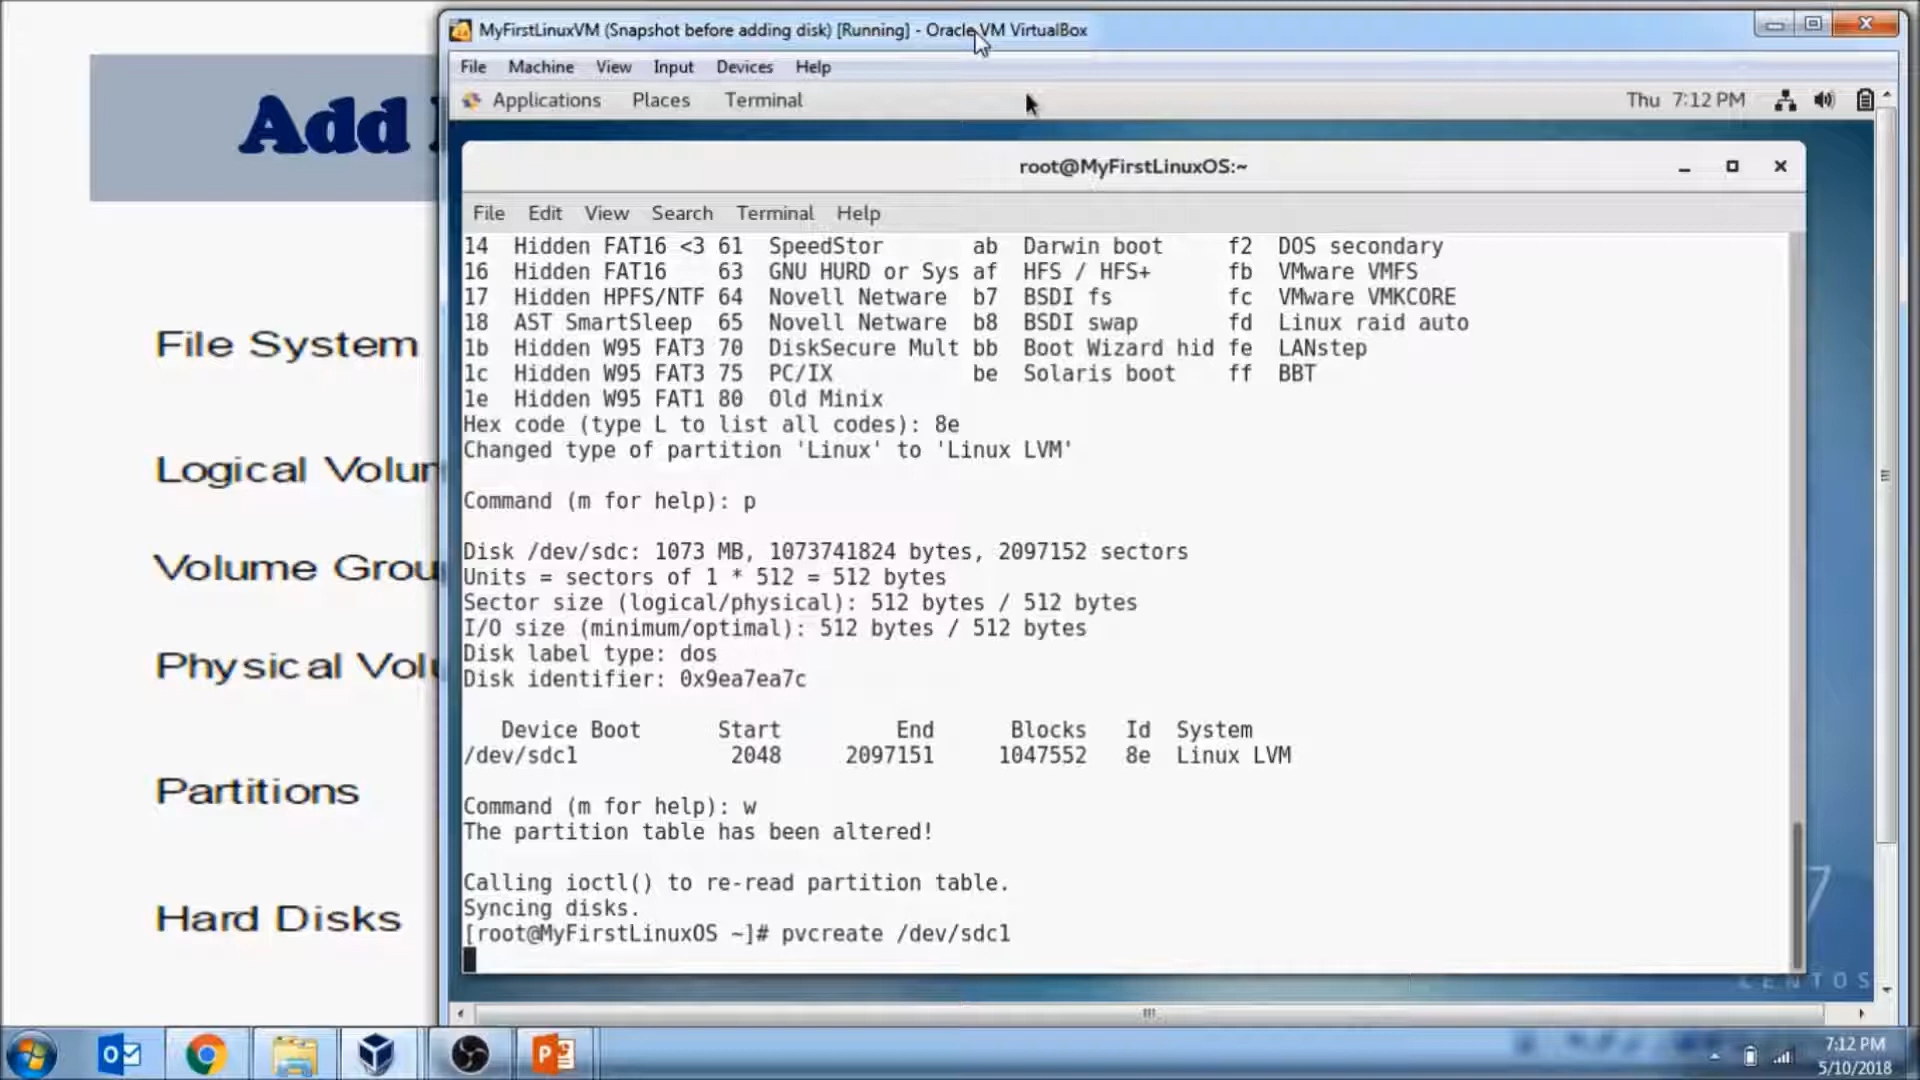 MyFirstLinuxVM (Snapshot before adding disk) [Running] - Oracle VM VirtualBox
File Machine View Input Devices Help
Applications Places Terminal Thu 7:12 PM
Add
root@MyFirstLinuxOS:~
File Edit View Search Terminal Help
14 Hidden FAT16 <3 61 SpeedStor ab Darwin boot f2 DOS secondary
16 Hidden FAT16 63 GNU HURD or Sys af HFS / HFS+ fb VMware VMFS
17 Hidden HPFS/NTF 64 Novell Netware b7 BSDI fs fc VMware VMKCORE
18 AST SmartSleep 65 Novell Netware b8 BSDI swap fd Linux raid auto
1b Hidden W95 FAT3 70 DiskSecure Mult bb Boot Wizard hid fe LANstep
1c Hidden W95 FAT3 75 PC/IX be Solaris boot ff BBT
1e Hidden W95 FAT1 80 Old Minix
Hex code (type L to list all codes): 8e
Changed type of partition 'Linux' to 'Linux LVM'
Command (m for help): p
Disk /dev/sdc: 1073 MB, 1073741824 bytes, 2097152 sectors
Units = sectors of 1 * 512 = 512 bytes
Sector size (logical/physical): 512 bytes / 512 bytes
I/O size (minimum/optimal): 512 bytes / 512 bytes
Disk label type: dos
Disk identifier: 0x9ea7ea7c
Device Boot Start End Blocks Id System
/dev/sdc1 2048 2097151 1047552 8e Linux LVM
Command (m for help): w
The partition table has been altered!
Calling ioctl() to re-read partition table.
Syncing disks.
[root@MyFirstLinuxOS ~]# pvcreate /dev/sdc1
File System
Logical Volu
Volume Grou
Physical Vol
Partitions
Hard Disks
7
CENTOS
7:12 PM
5/10/2018